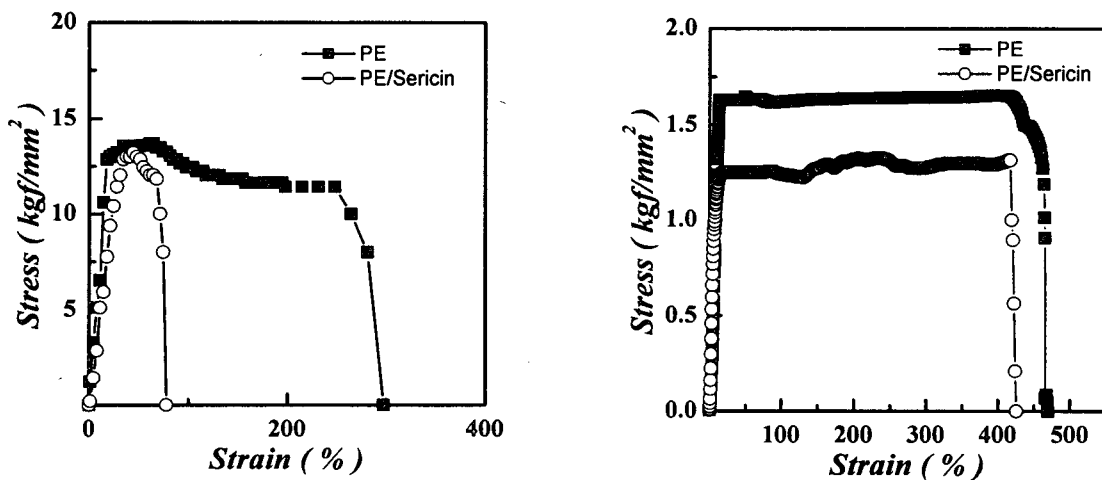 20
15
10
5
0
200
400
PE
PE/Sericin
Stress ( kgf/mm²)
Strain ( % )
2.0
1.5
1.0
0.5
0.0
100
200
300
400
500
PE
PE/Sericin
Stress ( kgf/mm²)
Strain ( % )